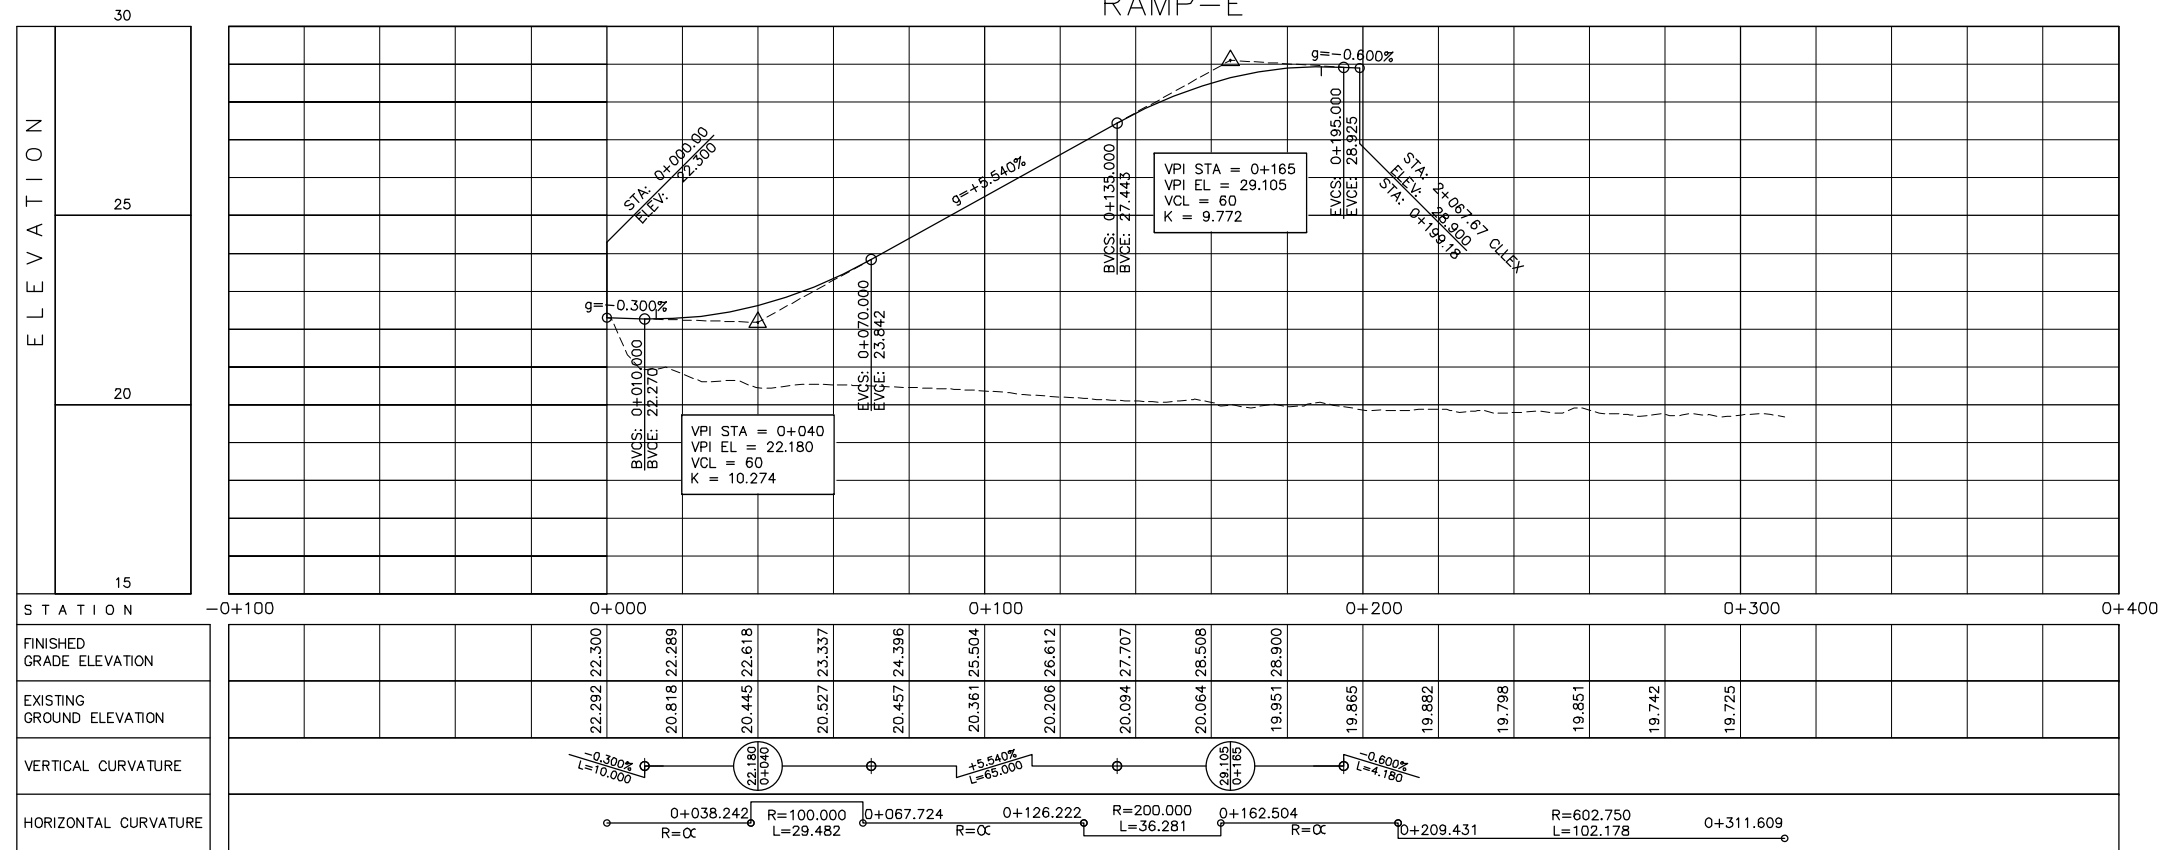 RAMP-E
30
ELEVATION
25
20
15
g=-0.600%
g=+5.540%
g=-0.300%
STA: 0+000.00
ELEV: 22.300
BVCS: 0+010.000
BVCE: 22.270
VPI STA = 0+040
VPI EL = 22.180
VCL = 60
K = 10.274
EVCS: 0+070.000
EVCE: 23.842
BVCS: 0+135.000
BVCE: 27.443
VPI STA = 0+165
VPI EL = 29.105
VCL = 60
K = 9.772
EVCS: 0+195.000
EVCE: 28.925
STA: 2+067.67 CLLEX
ELEV: 28.900
STA: 0+199.18
STATION -0+100 0+000 0+100 0+200 0+300 0+400
FINISHED
GRADE ELEVATION
22.300 22.289 22.618 23.337 24.396 25.504 26.612 27.707 28.508 28.900
EXISTING
GROUND ELEVATION
22.292 20.818 20.445 20.527 20.457 20.361 20.206 20.094 20.064 19.951 19.865 19.882 19.798 19.851 19.742 19.725
VERTICAL CURVATURE
-0.300%
L=10.000
22.180
0+040
+5.540%
L=65.000
29.105
0+165
-0.600%
L=4.180
HORIZONTAL CURVATURE
R=∝
0+038.242
R=100.000
L=29.482
0+067.724
R=∝
0+126.222
R=200.000
L=36.281
0+162.504
R=∝
0+209.431
R=602.750
L=102.178
0+311.609